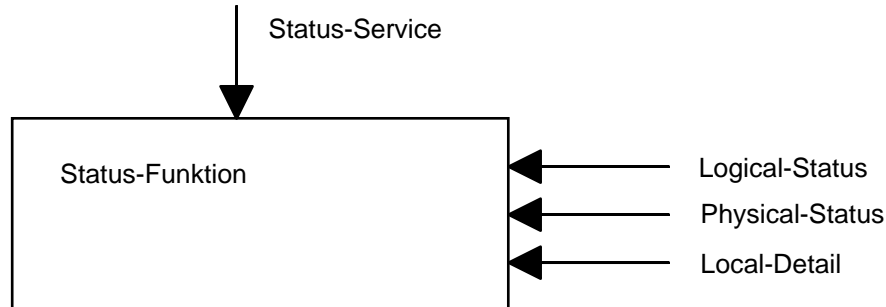 Status-Service
Status-Funktion
Logical-Status
Physical-Status
Local-Detail